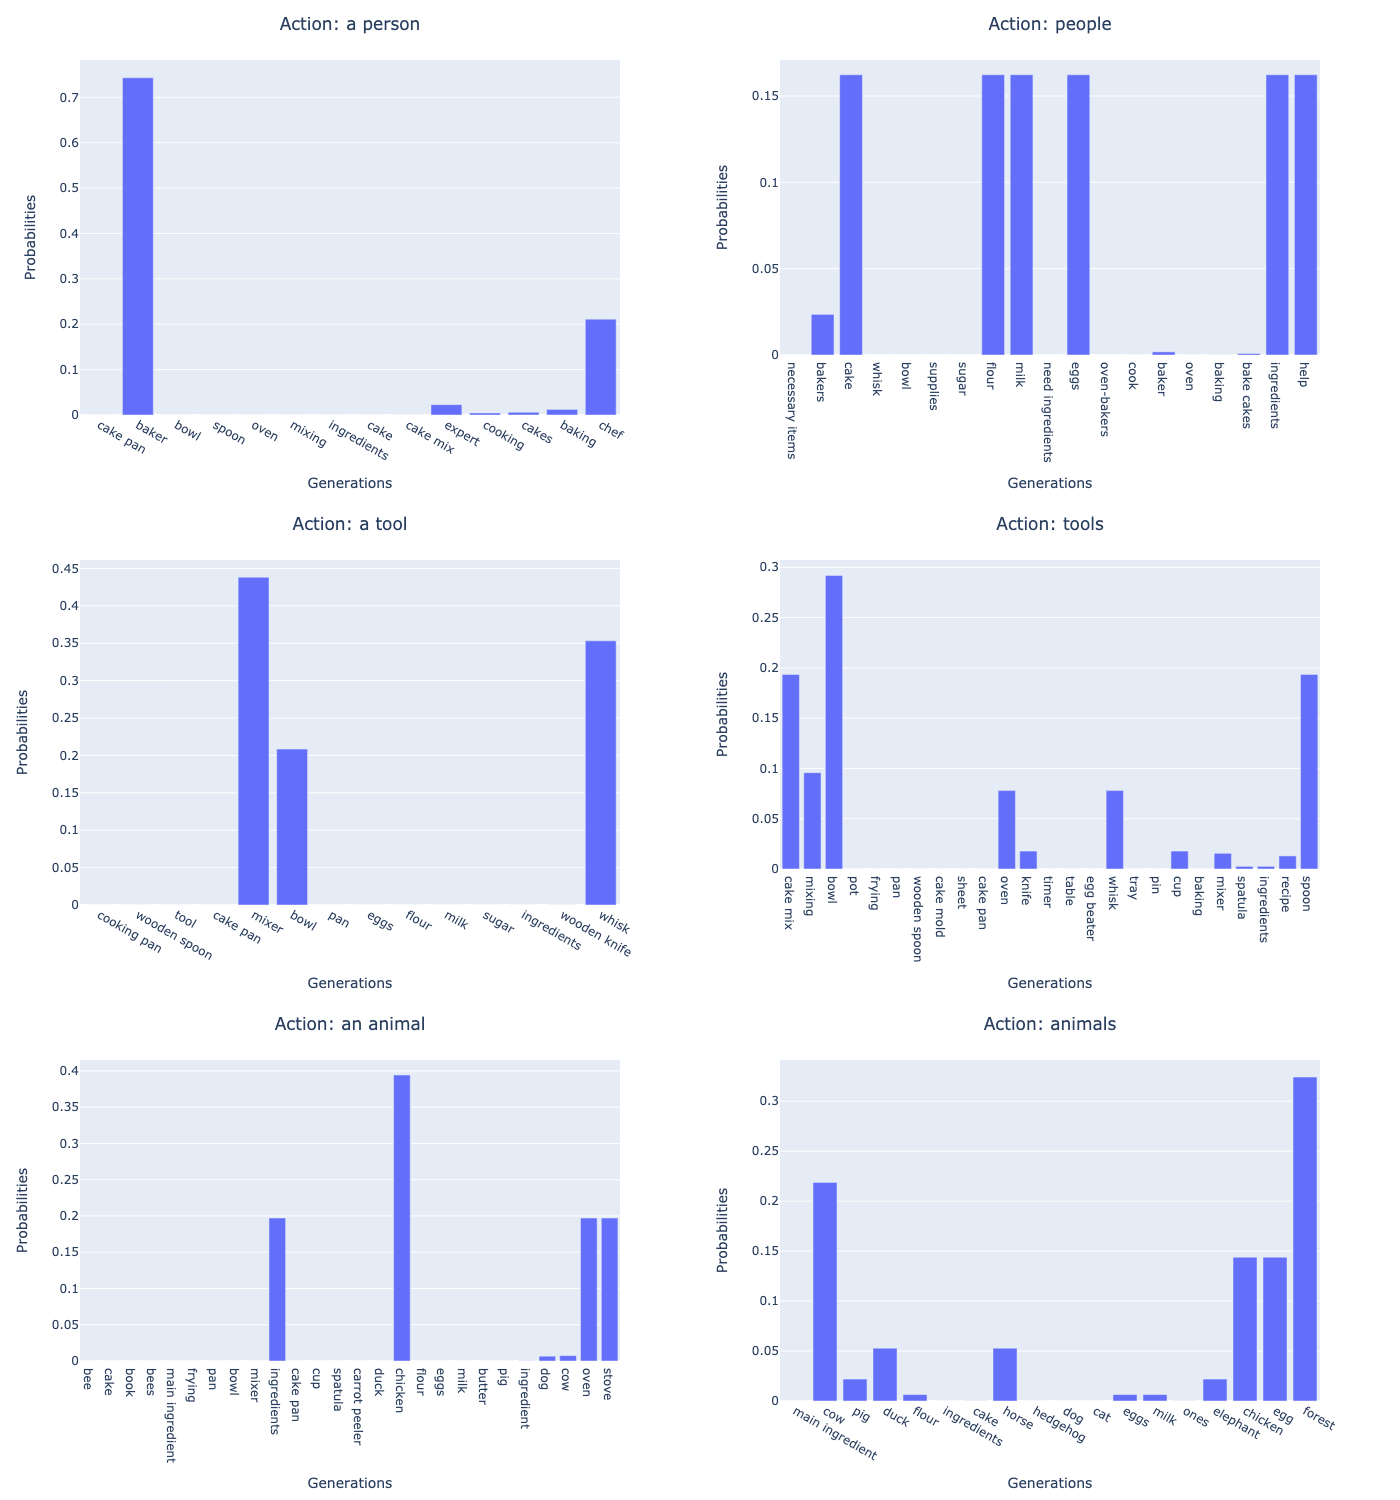 Action: a person
Probabilities
0.7
0.6
0.5
0.4
0.3
0.2
0.1
0
cake pan
baker
bowl
spoon
oven
mixing
ingredients
cake
cake mix
expert
cooking
cakes
baking
chef
Generations
Action: people
Probabilities
0.15
0.1
0.05
0
necessary items
bakers
cake
whisk
bowl
supplies
sugar
flour
milk
need ingredients
eggs
oven-bakers
cook
baker
oven
baking
bake cakes
ingredients
help
Generations
Action: a tool
Probabilities
0.45
0.4
0.35
0.3
0.25
0.2
0.15
0.1
0.05
0
cooking pan
wooden spoon
tool
cake pan
mixer
bowl
pan
eggs
flour
milk
sugar
ingredients
wooden knife
whisk
Generations
Action: tools
Probabilities
0.3
0.25
0.2
0.15
0.1
0.05
0
cake mix
mixing
bowl
pot
frying
pan
wooden spoon
cake mold
sheet
cake pan
oven
knife
timer
table
egg beater
whisk
tray
pin
cup
baking
mixer
spatula
ingredients
recipe
spoon
Generations
Action: an animal
Probabilities
0.4
0.35
0.3
0.25
0.2
0.15
0.1
0.05
0
bee
cake
book
bees
main ingredient
frying
pan
bowl
mixer
ingredients
cake pan
cup
spatula
carrot peeler
duck
chicken
flour
eggs
milk
butter
pig
ingredient
dog
cow
oven
stove
Generations
Action: animals
Probabilities
0.3
0.25
0.2
0.15
0.1
0.05
0
main ingredient
cow
pig
duck
flour
ingredients
cake
horse
hedgehog
dog
cat
eggs
milk
ones
elephant
chicken
egg
forest
Generations